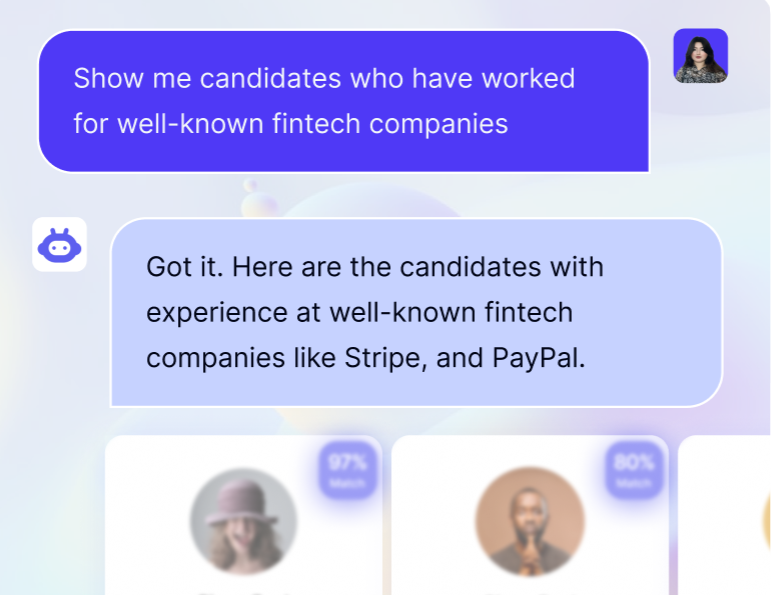 Show me candidates who have worked
for well-known fintech companies
Got it. Here are the candidates with
experience at well-known fintech
companies like Stripe, and PayPal.
97%
Match
80%
Match